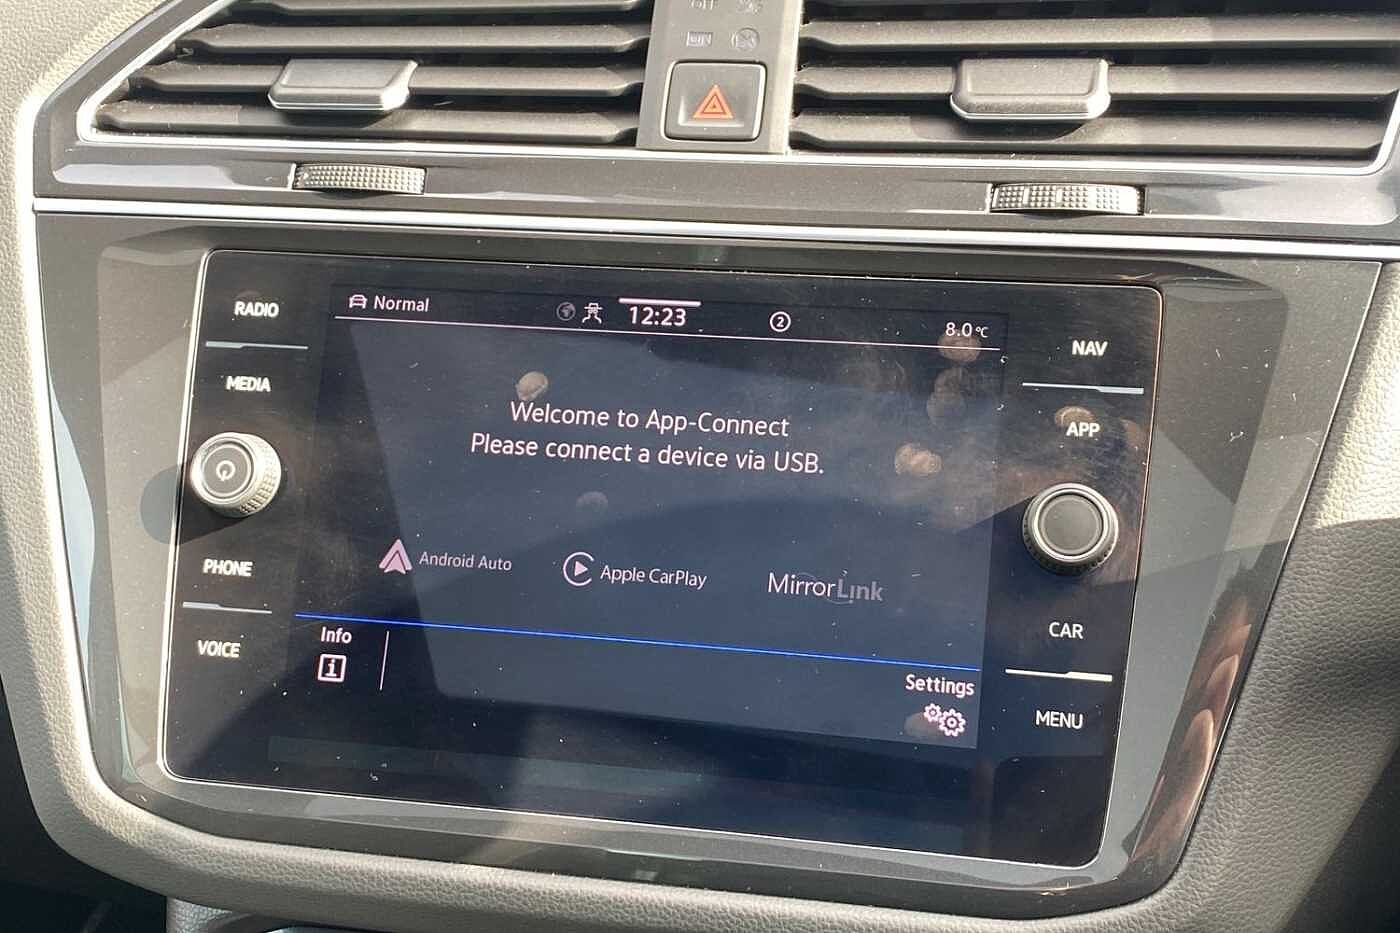 OFF
RADIO
MEDIA
PHONE
VOICE
Normal
12:23
2
8.0°C
Welcome to App-Connect
Please connect a device via USB.
Android Auto
Apple CarPlay
MirrorLink
Info
i
Settings
NAV
APP
CAR
MENU